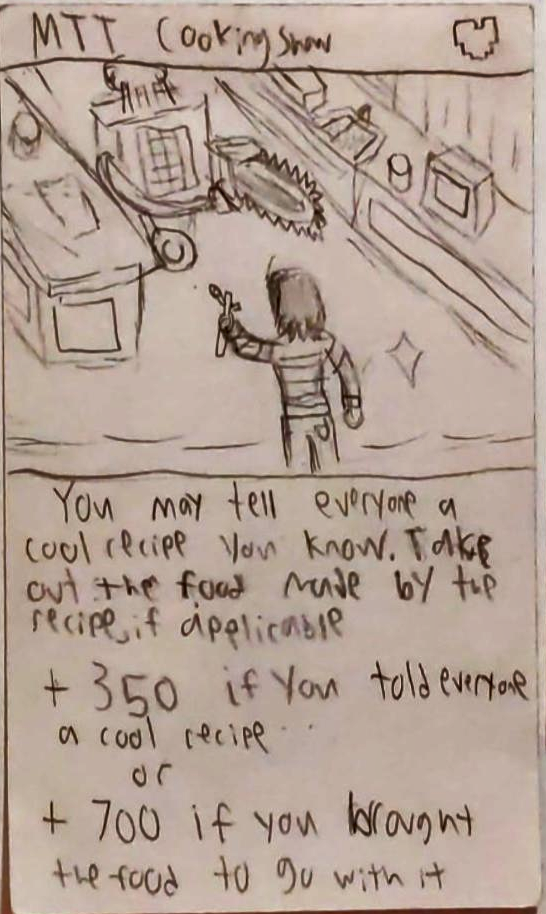 MTT Cooking Show
AHH
You may tell everyone a
cool recipe you know. Take
out the food made by the
recipe, if applicable
+ 350 if you told everyone
a cool recipe
or
+ 700 if you brought
the food to go with it